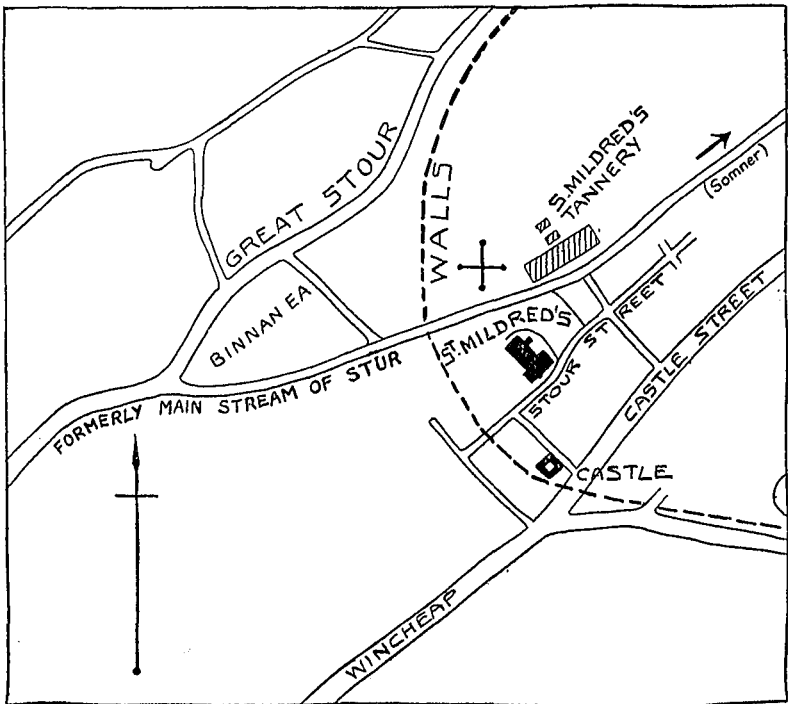 GREAT STOUR
WALLS
S. MILDRED'S
TANNERY
(Somner)
BINNAN EA
ST. MILDRED'S
STOUR STREET
CASTLE STREET
FORMERLY MAIN STREAM OF STUR
CASTLE
WINCHEAP